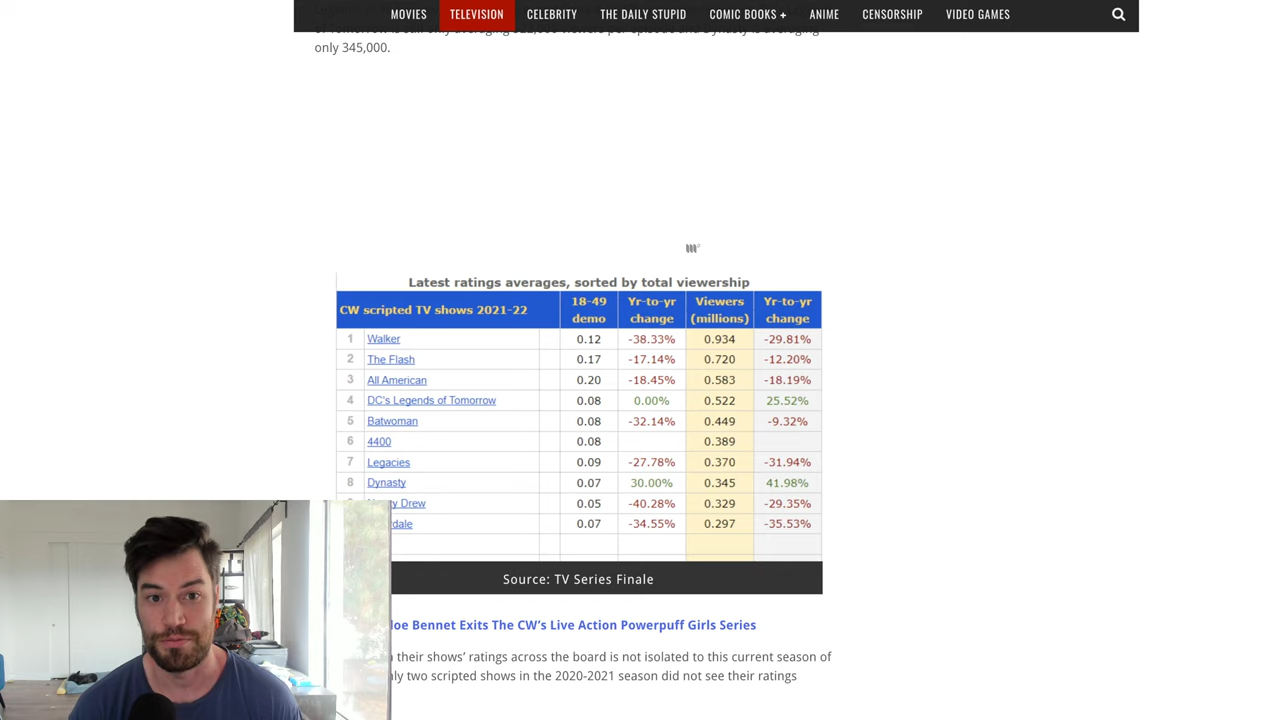 MOVIES TELEVISION CELEBRITY THE DAILY STUPID COMIC BOOKS + ANIME CENSORSHIP VIDEO GAMES
only 345,000.
Latest ratings averages, sorted by total viewership
CW scripted TV shows 2021-22 18-49 demo Yr-to-yr change Viewers (millions) Yr-to-yr change
1 Walker 0.12 -38.33% 0.934 -29.81%
2 The Flash 0.17 -17.14% 0.720 -12.20%
3 All American 0.20 -18.45% 0.583 -18.19%
4 DC's Legends of Tomorrow 0.08 0.00% 0.522 25.52%
5 Batwoman 0.08 -32.14% 0.449 -9.32%
6 4400 0.08 0.389
7 Legacies 0.09 -27.78% 0.370 -31.94%
8 Dynasty 0.07 30.00% 0.345 41.98%
Drew 0.05 -40.28% 0.329 -29.35%
rdale 0.07 -34.55% 0.297 -35.53%
Source: TV Series Finale
loe Bennet Exits The CW's Live Action Powerpuff Girls Series
their shows' ratings across the board is not isolated to this current season of
ly two scripted shows in the 2020-2021 season did not see their ratings